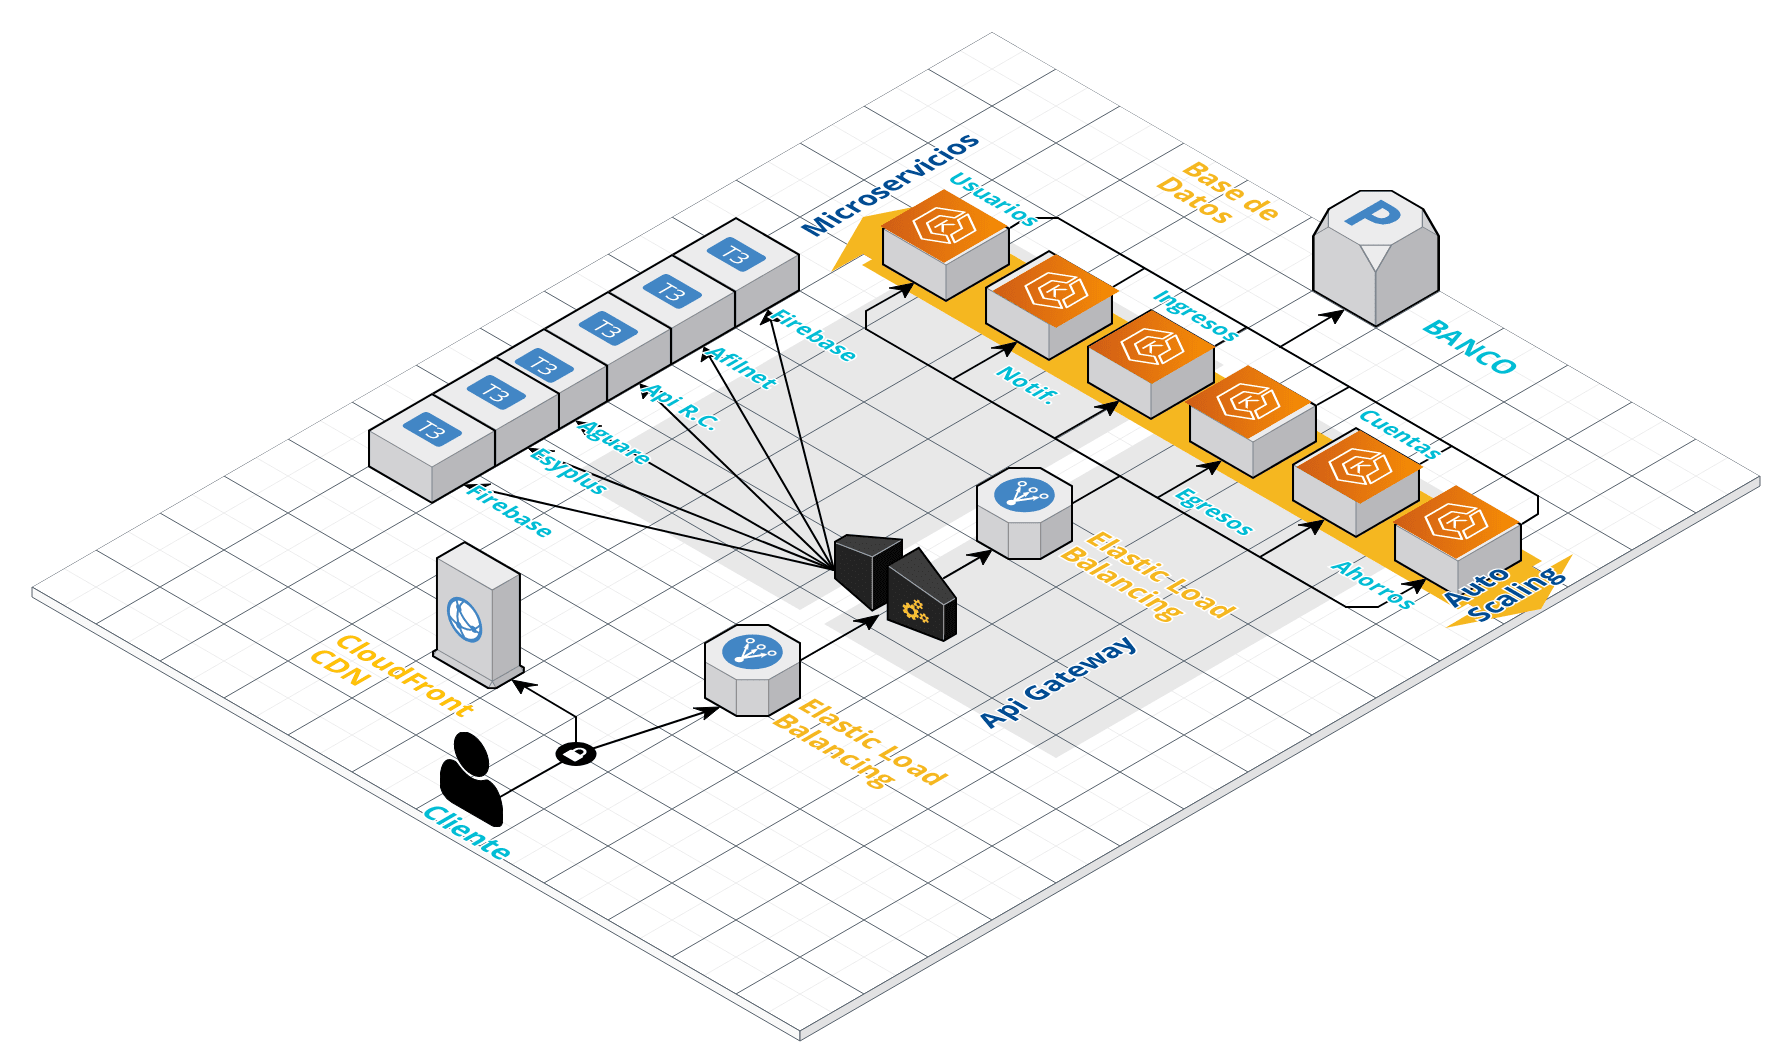 Microservicios
Usuarios
Base de
Datos
P
T3
T3
T3
T3
T3
T3
K
K
K
K
K
K
Firebase
Afilnet
Api R.C.
Aguare
Esyplus
Firebase
Ingresos
Notif.
BANCO
Cuentas
Egresos
Ahorros
Auto
Scaling
Elastic Load
Balancing
Api Gateway
CloudFront
CDN
Elastic Load
Balancing
Cliente